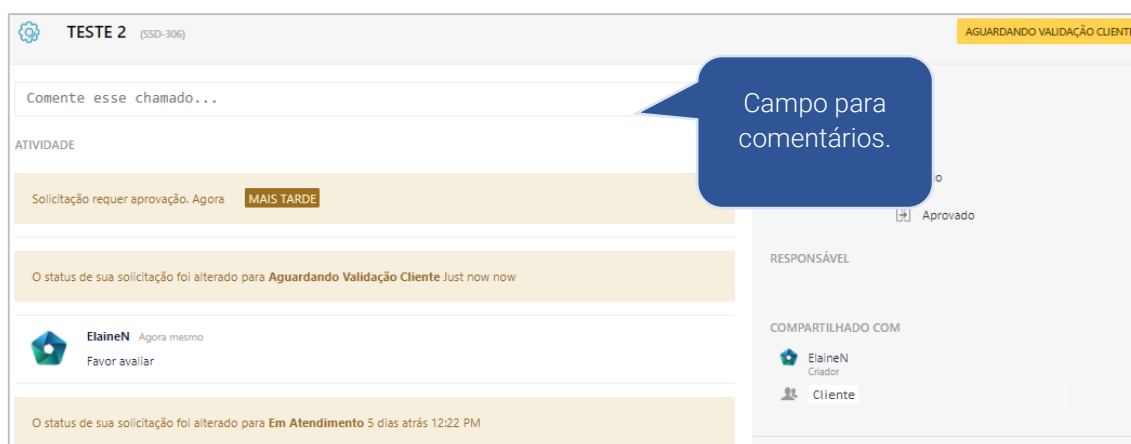 TESTE 2 (SSD-306)
AGUARDANDO VALIDAÇÃO CLIENT
Comente esse chamado...
Campo para
comentários.
ATIVIDADE
Solicitação requer aprovação. Agora MAIS TARDE
O status de sua solicitação foi alterado para Aguardando Validação Cliente Just now now
ElaineN Agora mesmo
Favor avaliar
O status de sua solicitação foi alterado para Em Atendimento 5 dias atrás 12:22 PM
o
Aprovado
RESPONSÁVEL
COMPARTILHADO COM
ElaineN
Criador
Cliente